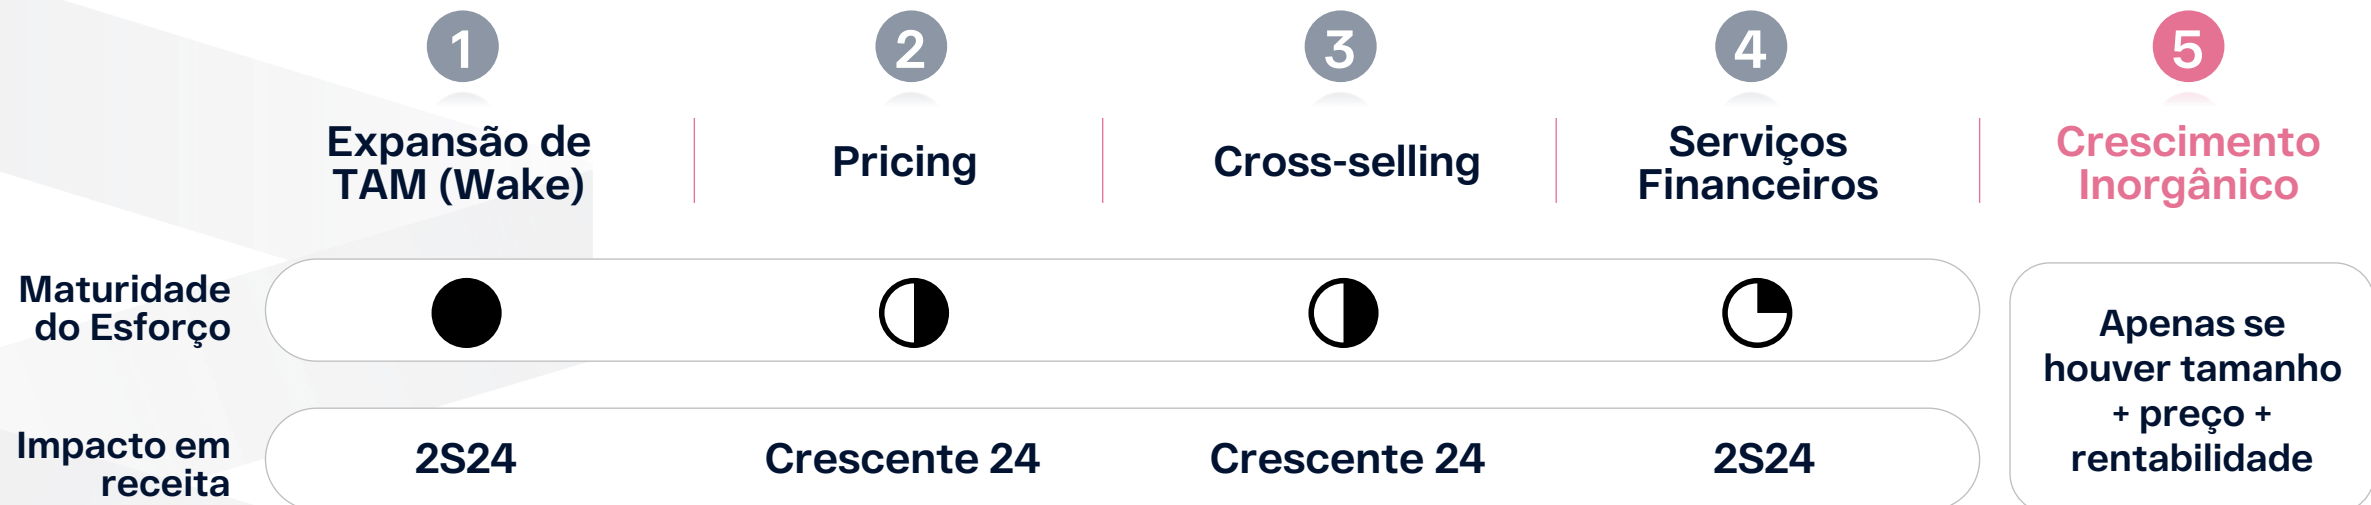 1
2
3
4
5
Expansão de
TAM (Wake)
Pricing
Cross-selling
Serviços
Financeiros
Crescimento
Inorgânico
Maturidade
do Esforço
Impacto em
receita
2S24
Crescente 24
Crescente 24
2S24
Apenas se
houver tamanho
+ preço +
rentabilidade